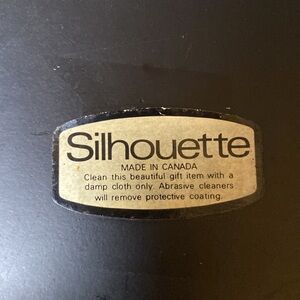 Silhouette
MADE IN CANADA
Clean this beautiful gift item with a
damp cloth only. Abrasive cleaners
will remove protective coating.